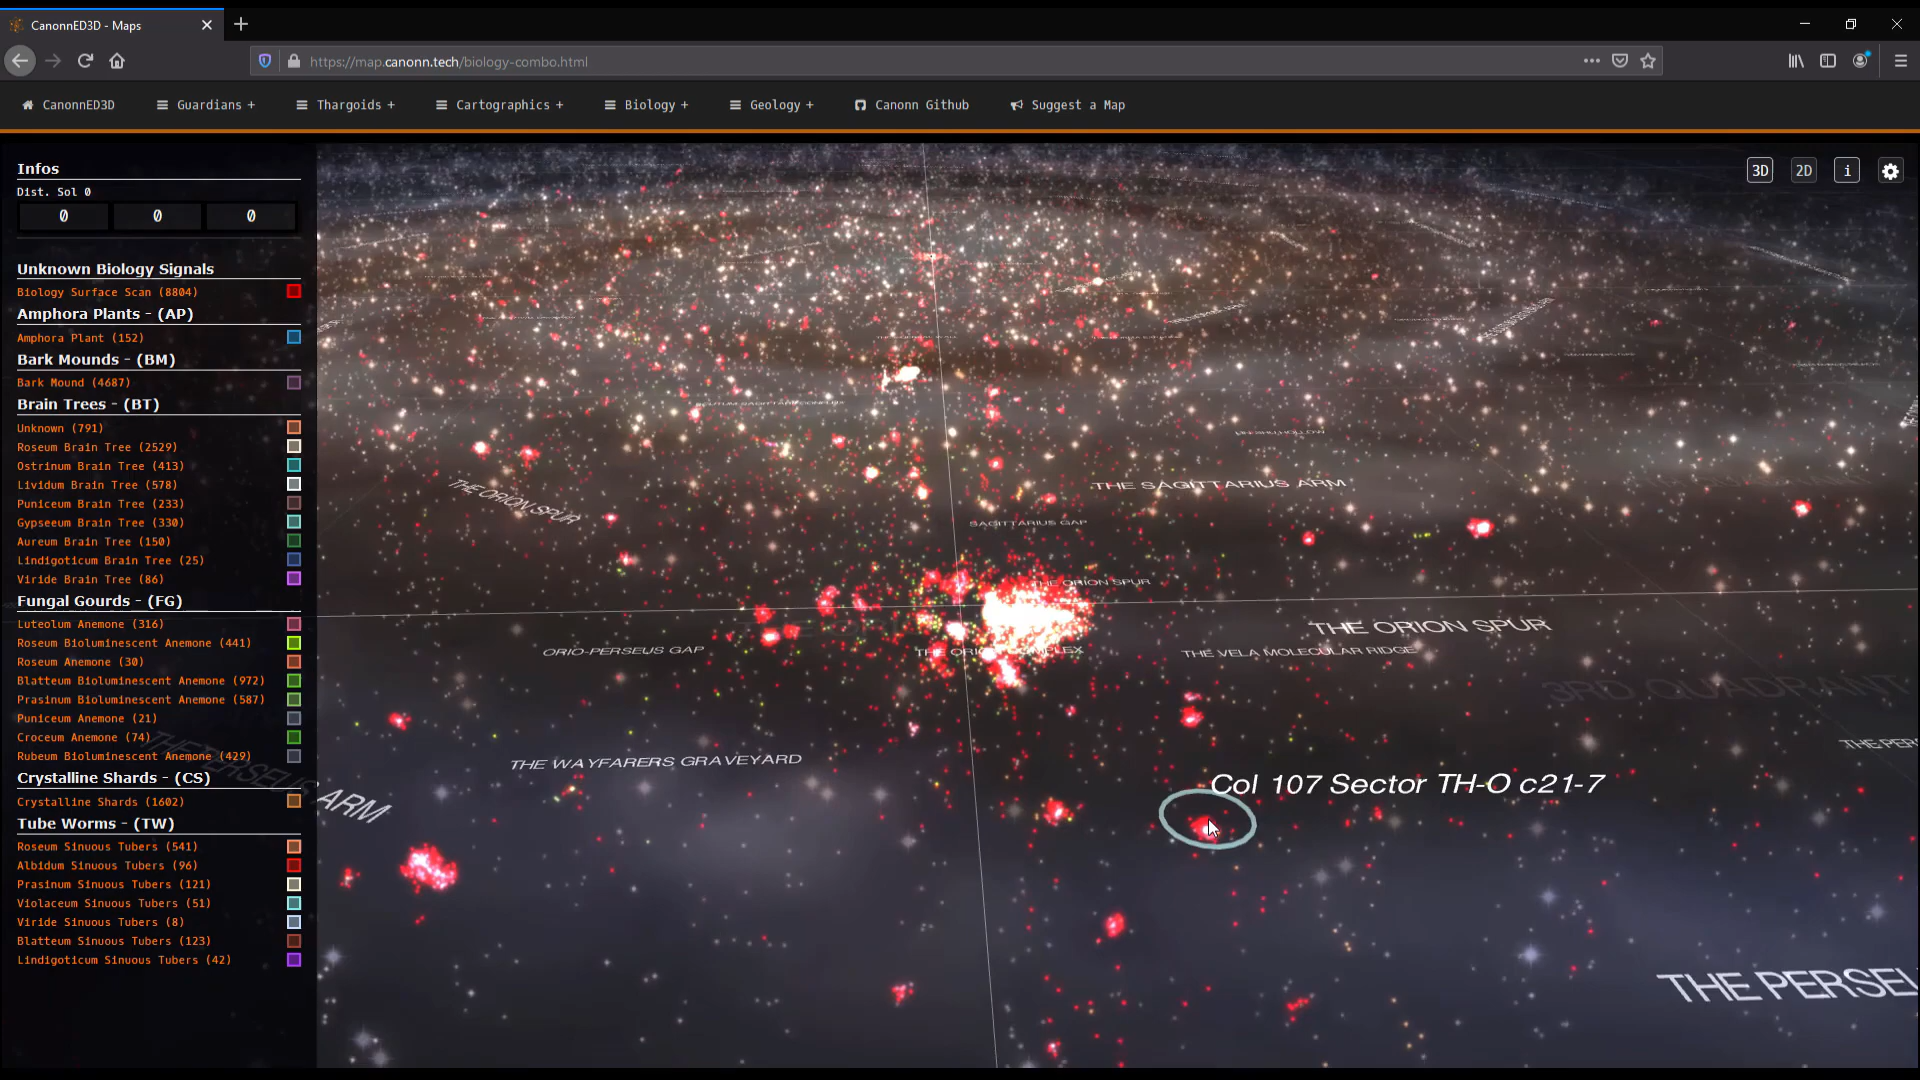 CanonnED3D - Maps
https://map.canonn.tech/biology-combo.html
CanonnED3D
Guardians +
Thargoids +
Cartographics +
Biology +
Geology +
Canonn Github
Suggest a Map
Infos
Dist. Sol 0
0 0 0
3D 2D i
Unknown Biology Signals
Biology Surface Scan (8804)
Amphora Plants - (AP)
Amphora Plant (152)
Bark Mounds - (BM)
Bark Mound (4687)
Brain Trees - (BT)
Unknown (791)
Roseum Brain Tree (2529)
Ostrinum Brain Tree (413)
Lividum Brain Tree (578)
Puniceum Brain Tree (233)
Gypseeum Brain Tree (330)
Aureum Brain Tree (150)
Lindigoticum Brain Tree (25)
Viride Brain Tree (86)
Fungal Gourds - (FG)
Luteolum Anemone (316)
Roseum Bioluminescent Anemone (441)
Roseum Anemone (30)
Blatteum Bioluminescent Anemone (972)
Prasinum Bioluminescent Anemone (587)
Puniceum Anemone (21)
Croceum Anemone (74)
Rubeum Bioluminescent Anemone (429)
Crystalline Shards - (CS)
Crystalline Shards (1602)
Tube Worms - (TW)
Roseum Sinuous Tubers (541)
Albidum Sinuous Tubers (96)
Prasinum Sinuous Tubers (121)
Violaceum Sinuous Tubers (51)
Viride Sinuous Tubers (8)
Blatteum Sinuous Tubers (123)
Lindigoticum Sinuous Tubers (42)
THE ORION SPUR
THE SAGITTARIUS ARM
SAGITTARIUS GAP
THE ORION SPUR
THE ORION SPUR
ORIO-PERSEUS GAP
THE VELA MOLECULAR RIDGE
3RD QUADRANT
THE PERSEUS ARM
THE WAYFARERS GRAVEYARD
THE PER
Col 107 Sector TH-O c21-7
THE PERSEU